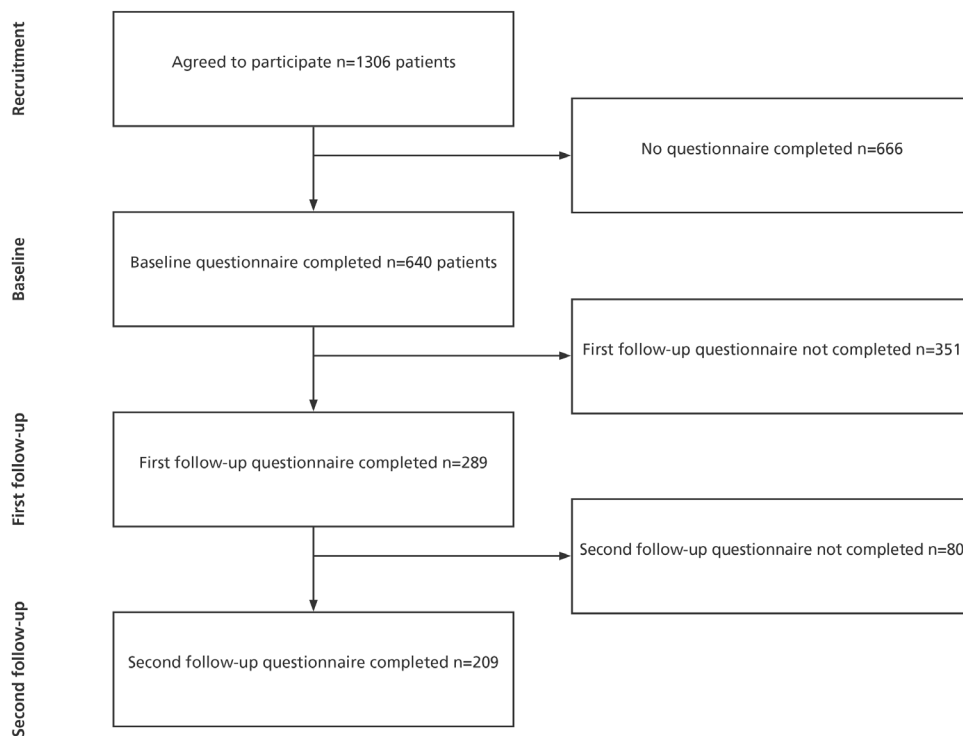 Recruitment
Agreed to participate n=1306 patients
No questionnaire completed n=666
Baseline
Baseline questionnaire completed n=640 patients
First follow-up questionnaire not completed n=351
First follow-up
First follow-up questionnaire completed n=289
Second follow-up questionnaire not completed n=80
Second follow-up
Second follow-up questionnaire completed n=209